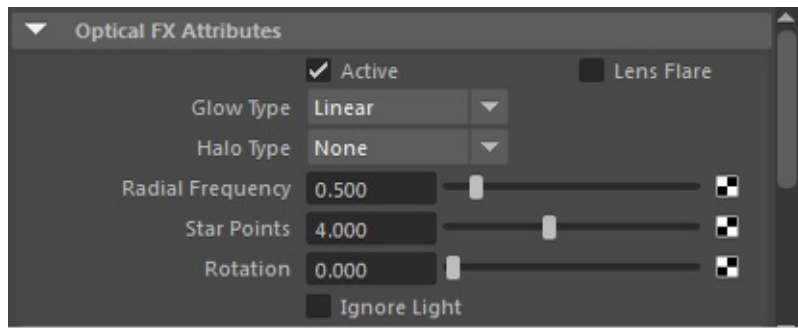 Optical FX Attributes
Active Lens Flare
Glow Type Linear
Halo Type None
Radial Frequency 0.500
Star Points 4.000
Rotation 0.000
Ignore Light